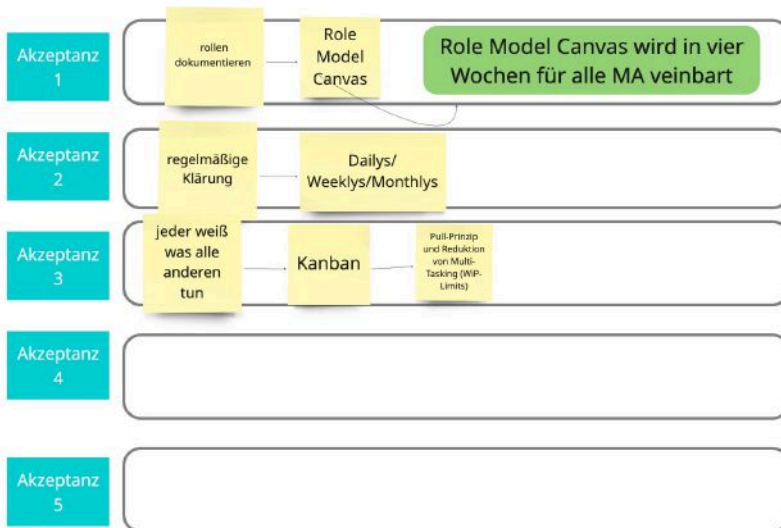 Akzeptanz
1
rollen
dokumentieren
Role
Model
Canvas
Role Model Canvas wird in vier
Wochen für alle MA veinbart
Akzeptanz
2
regelmäßige
Klärung
Dailys/
Weeklys/Monthlys
Akzeptanz
3
jeder weiß
was alle
anderen
tun
Kanban
Pull-Prinzip
und Reduktion
von Multi-
Tasking (WiP-
Limits)
Akzeptanz
4
Akzeptanz
5